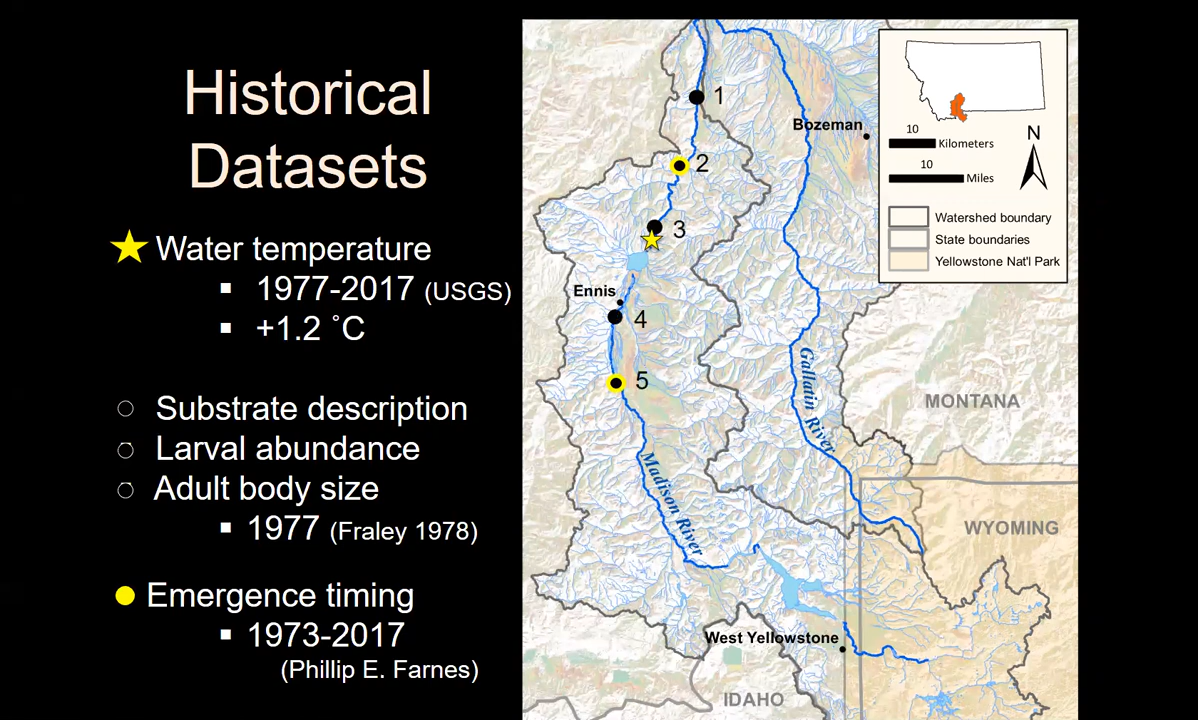 Historical
Datasets
Water temperature
▪ 1977-2017 (USGS)
▪ +1.2 ˚C
○ Substrate description
○ Larval abundance
○ Adult body size
▪ 1977 (Fraley 1978)
Emergence timing
▪ 1973-2017
(Phillip E. Farnes)
1
2
3
4
5
Bozeman
Ennis
Gallatin River
Madison River
MONTANA
WYOMING
West Yellowstone
IDAHO
10
Kilometers
10
Miles
N
Watershed boundary
State boundaries
Yellowstone Nat'l Park